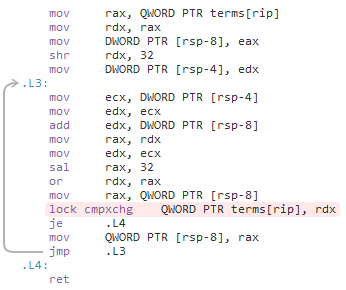 mov rax, QWORD PTR terms[rip]
mov rdx, rax
mov DWORD PTR [rsp-8], eax
shr rdx, 32
mov DWORD PTR [rsp-4], edx
.L3:
mov ecx, DWORD PTR [rsp-4]
mov edx, ecx
add edx, DWORD PTR [rsp-8]
mov rax, rdx
mov edx, ecx
sal rax, 32
or rdx, rax
mov rax, QWORD PTR [rsp-8]
lock cmpxchg QWORD PTR terms[rip], rdx
je .L4
mov QWORD PTR [rsp-8], rax
jmp .L3
.L4:
ret